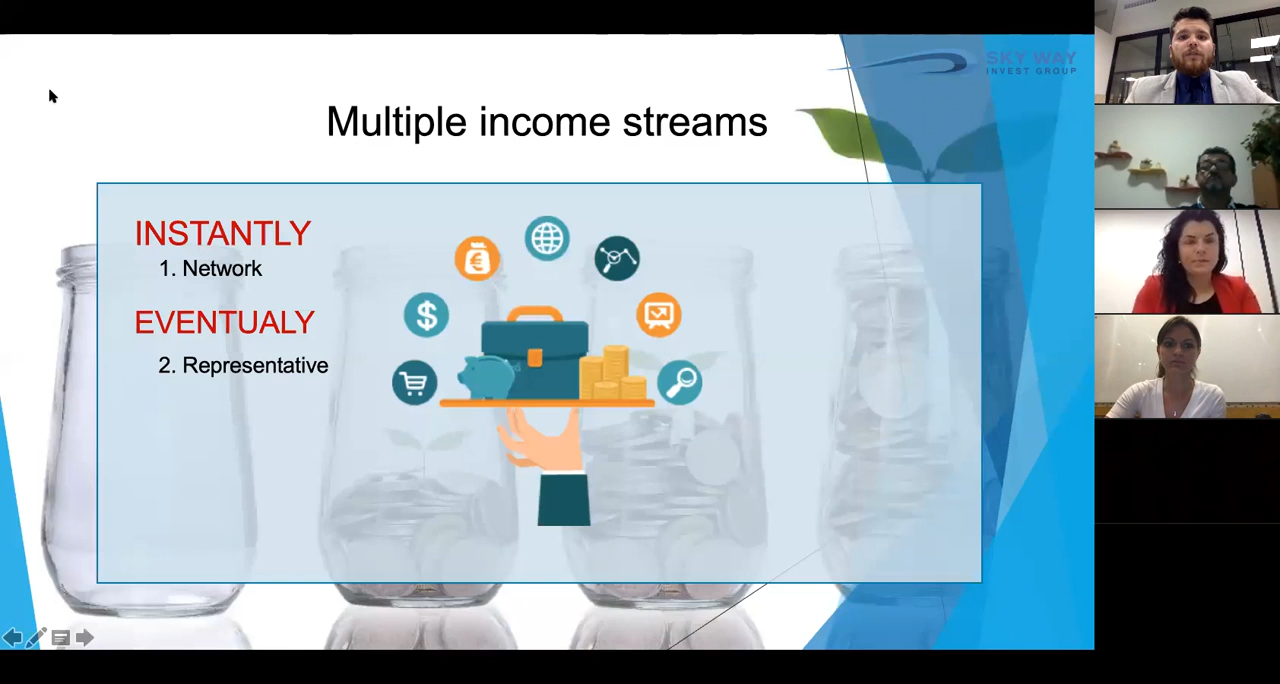 SKY WAY
INVEST GROUP
Multiple income streams
INSTANTLY
1. Network
EVENTUALY
2. Representative